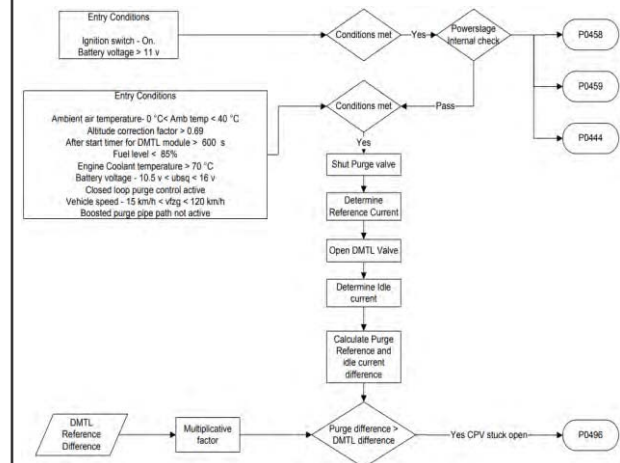 Entry Conditions
Ignition switch - On.
Battery voltage > 11 v
Conditions met
Yes
Powerstage
Internal check
P0458
P0459
P0444
Pass
Entry Conditions
Ambient air temperature- 0 °C< Amb temp < 40 °C
Altitude correction factor > 0.69
After start timer for DMTL module > 600 s
Fuel level < 85%
Engine Coolant temperature > 70 °C
Battery voltage - 10.5 v < ubsq < 16 v
Closed loop purge control active
Vehicle speed - 15 km/h < vfzg < 120 km/h
Boosted purge pipe path not active
Conditions met
Yes
Shut Purge valve
Determine
Reference Current
Open DMTL Valve
Determine Idle
current
Calculate Purge
Reference and
idle current
difference
DMTL
Reference
Difference
Multiplicative
factor
Purge difference >
DMTL difference
Yes CPV stuck open
P0496